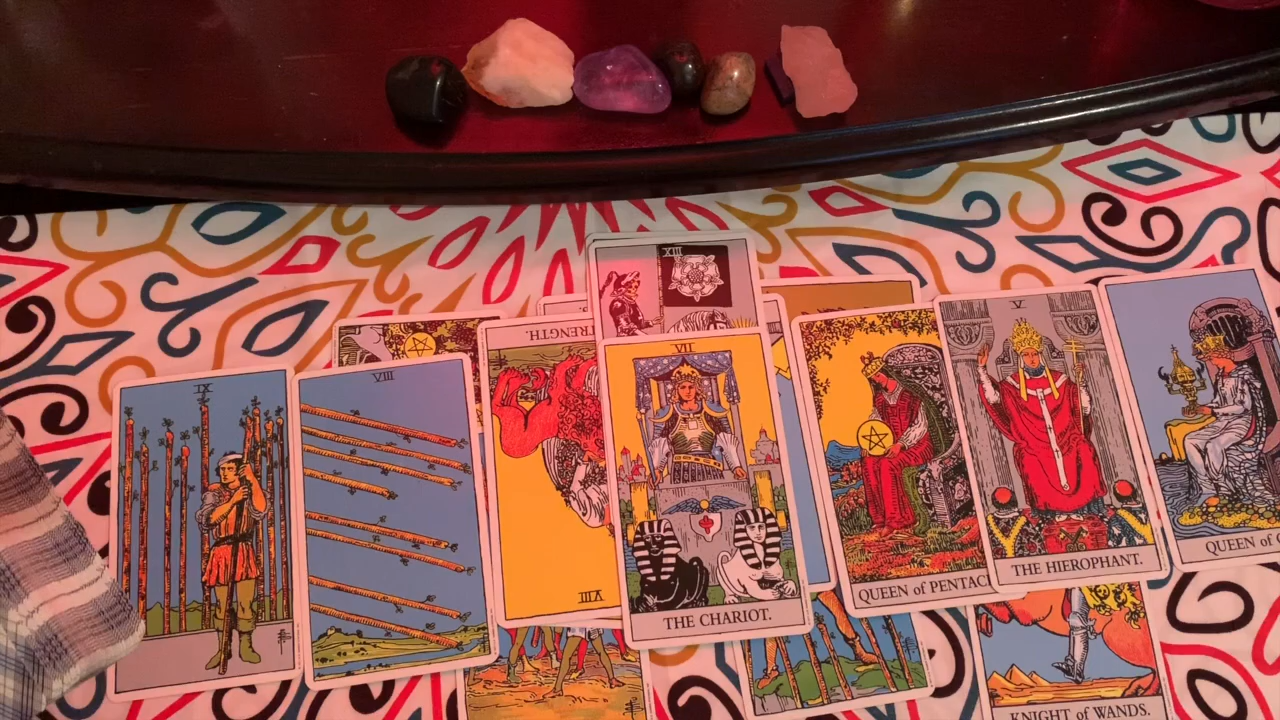 XIII
IX
VIII
STRENGTH.
VIII
VII
THE CHARIOT.
QUEEN of PENTAC
V
THE HIEROPHANT.
QUEEN of
KNIGHT of WANDS.